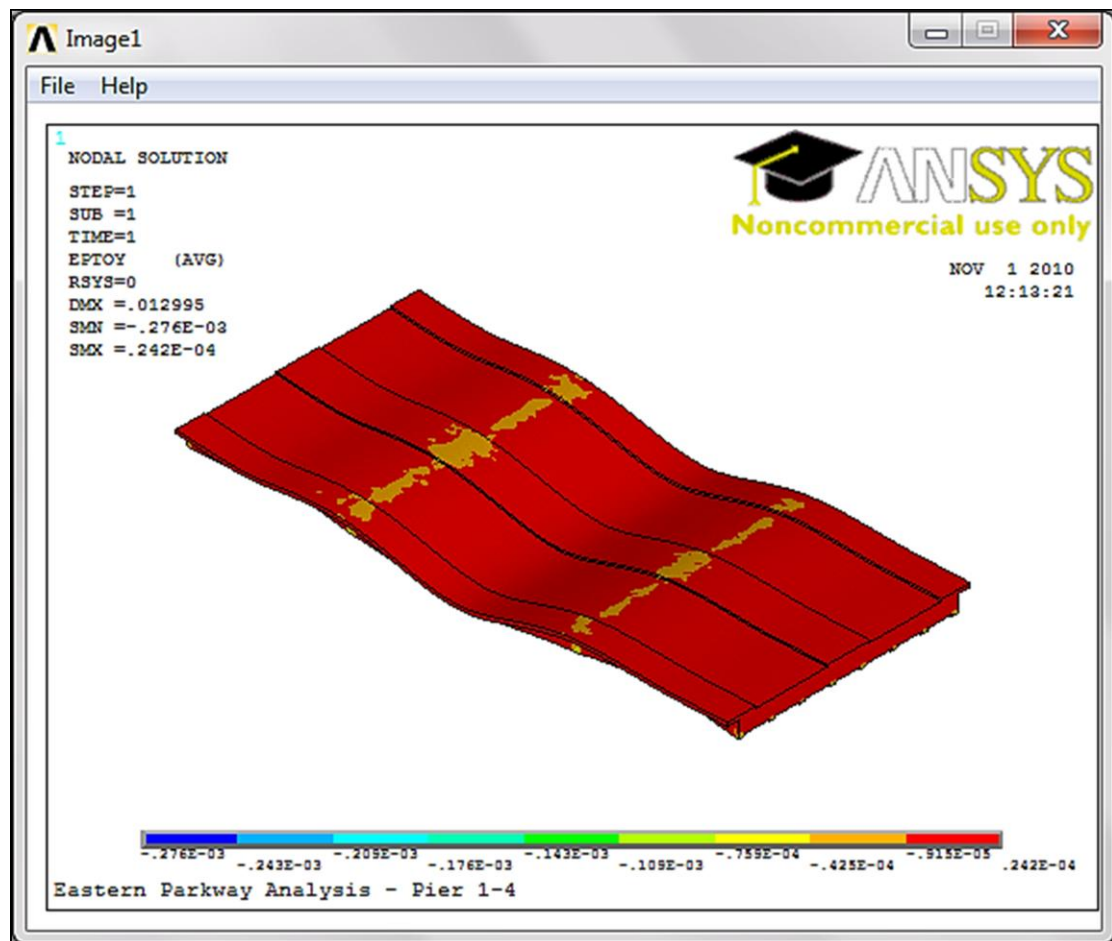 Image1
File Help
1
NODAL SOLUTION
STEP=1
SUB =1
TIME=1
EPTOY (AVG)
RSYS=0
DMX =.012995
SMN =-.276E-03
SMX =.242E-04
ANSYS
Noncommercial use only
NOV 1 2010
12:13:21
-.276E-03 -.209E-03 -.143E-03 -.759E-04 -.915E-05
-.243E-03 -.176E-03 -.109E-03 -.425E-04 .242E-04
Eastern Parkway Analysis - Pier 1-4